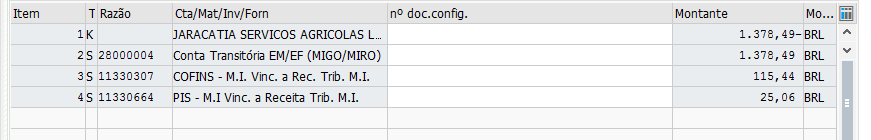 Item T Razão Cta/Mat/Inv/Forn nº doc.config. Montante Mo...
1 K JARACATIA SERVICOS AGRICOLAS L... 1.378,49- BRL
2 S 28000004 Conta Transitória EM/EF (MIGO/MIRO) 1.378,49 BRL
3 S 11330307 COFINS - M.I. Vinc. a Rec. Trib. M.I. 115,44 BRL
4 S 11330664 PIS - M.I Vinc. a Receita Trib. M.I. 25,06 BRL